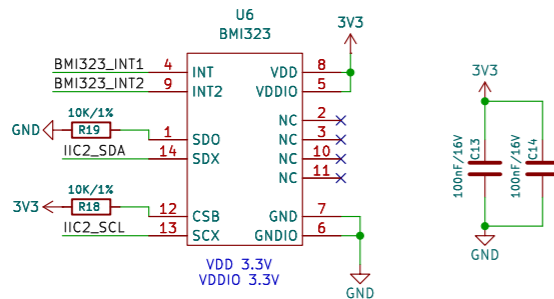 U6
BMI323
3V3
BMI323_INT1
4
INT
VDD
8
BMI323_INT2
9
INT2
VDDIO
5
NC
2
NC
3
NC
10
NC
11
10K/1%
GND
R19
1
SDO
IIC2_SDA
14
SDX
10K/1%
3V3
R18
12
CSB
GND
7
IIC2_SCL
13
SCX
GNDIO
6
VDD 3.3V
VDDIO 3.3V
GND
3V3
100nF/16V
C13
100nF/16V
C14
GND